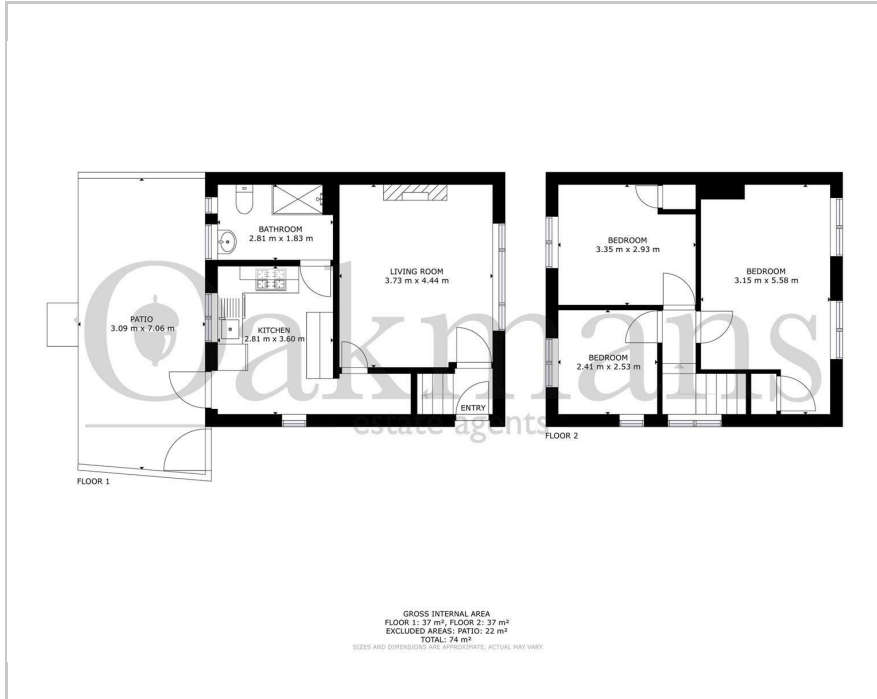 BATHROOM
2.81 m x 1.83 m
LIVING ROOM
3.73 m x 4.44 m
KITCHEN
2.81 m x 3.60 m
PATIO
3.09 m x 7.06 m
ENTRY
FLOOR 1
BEDROOM
3.35 m x 2.93 m
BEDROOM
3.15 m x 5.58 m
BEDROOM
2.41 m x 2.53 m
FLOOR 2
Oakmans
estate agents
GROSS INTERNAL AREA
FLOOR 1: 37 m², FLOOR 2: 37 m²
EXCLUDED AREAS: PATIO: 22 m²
TOTAL: 74 m²
SIZES AND DIMENSIONS ARE APPROXIMATE, ACTUAL MAY VARY.